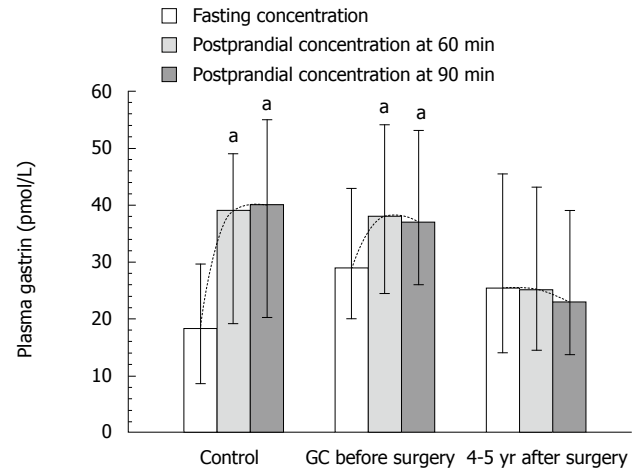 Fasting concentration
Postprandial concentration at 60 min
Postprandial concentration at 90 min
Plasma gastrin (pmol/L)
60
50
40
30
20
10
0
a
a
a
a
Control
GC before surgery
4-5 yr after surgery